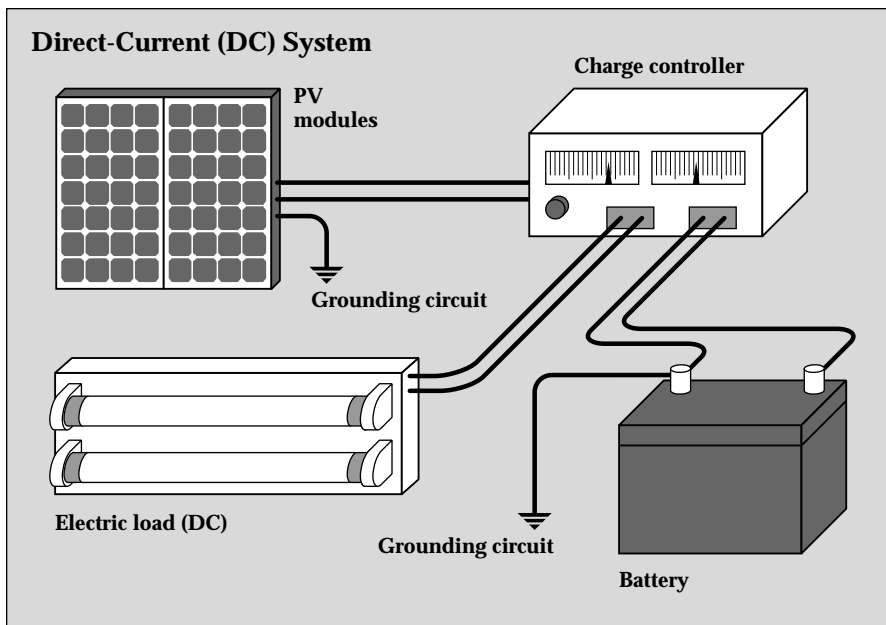 Direct-Current (DC) System
PV
modules
Charge controller
Grounding circuit
Electric load (DC)
Grounding circuit
Battery